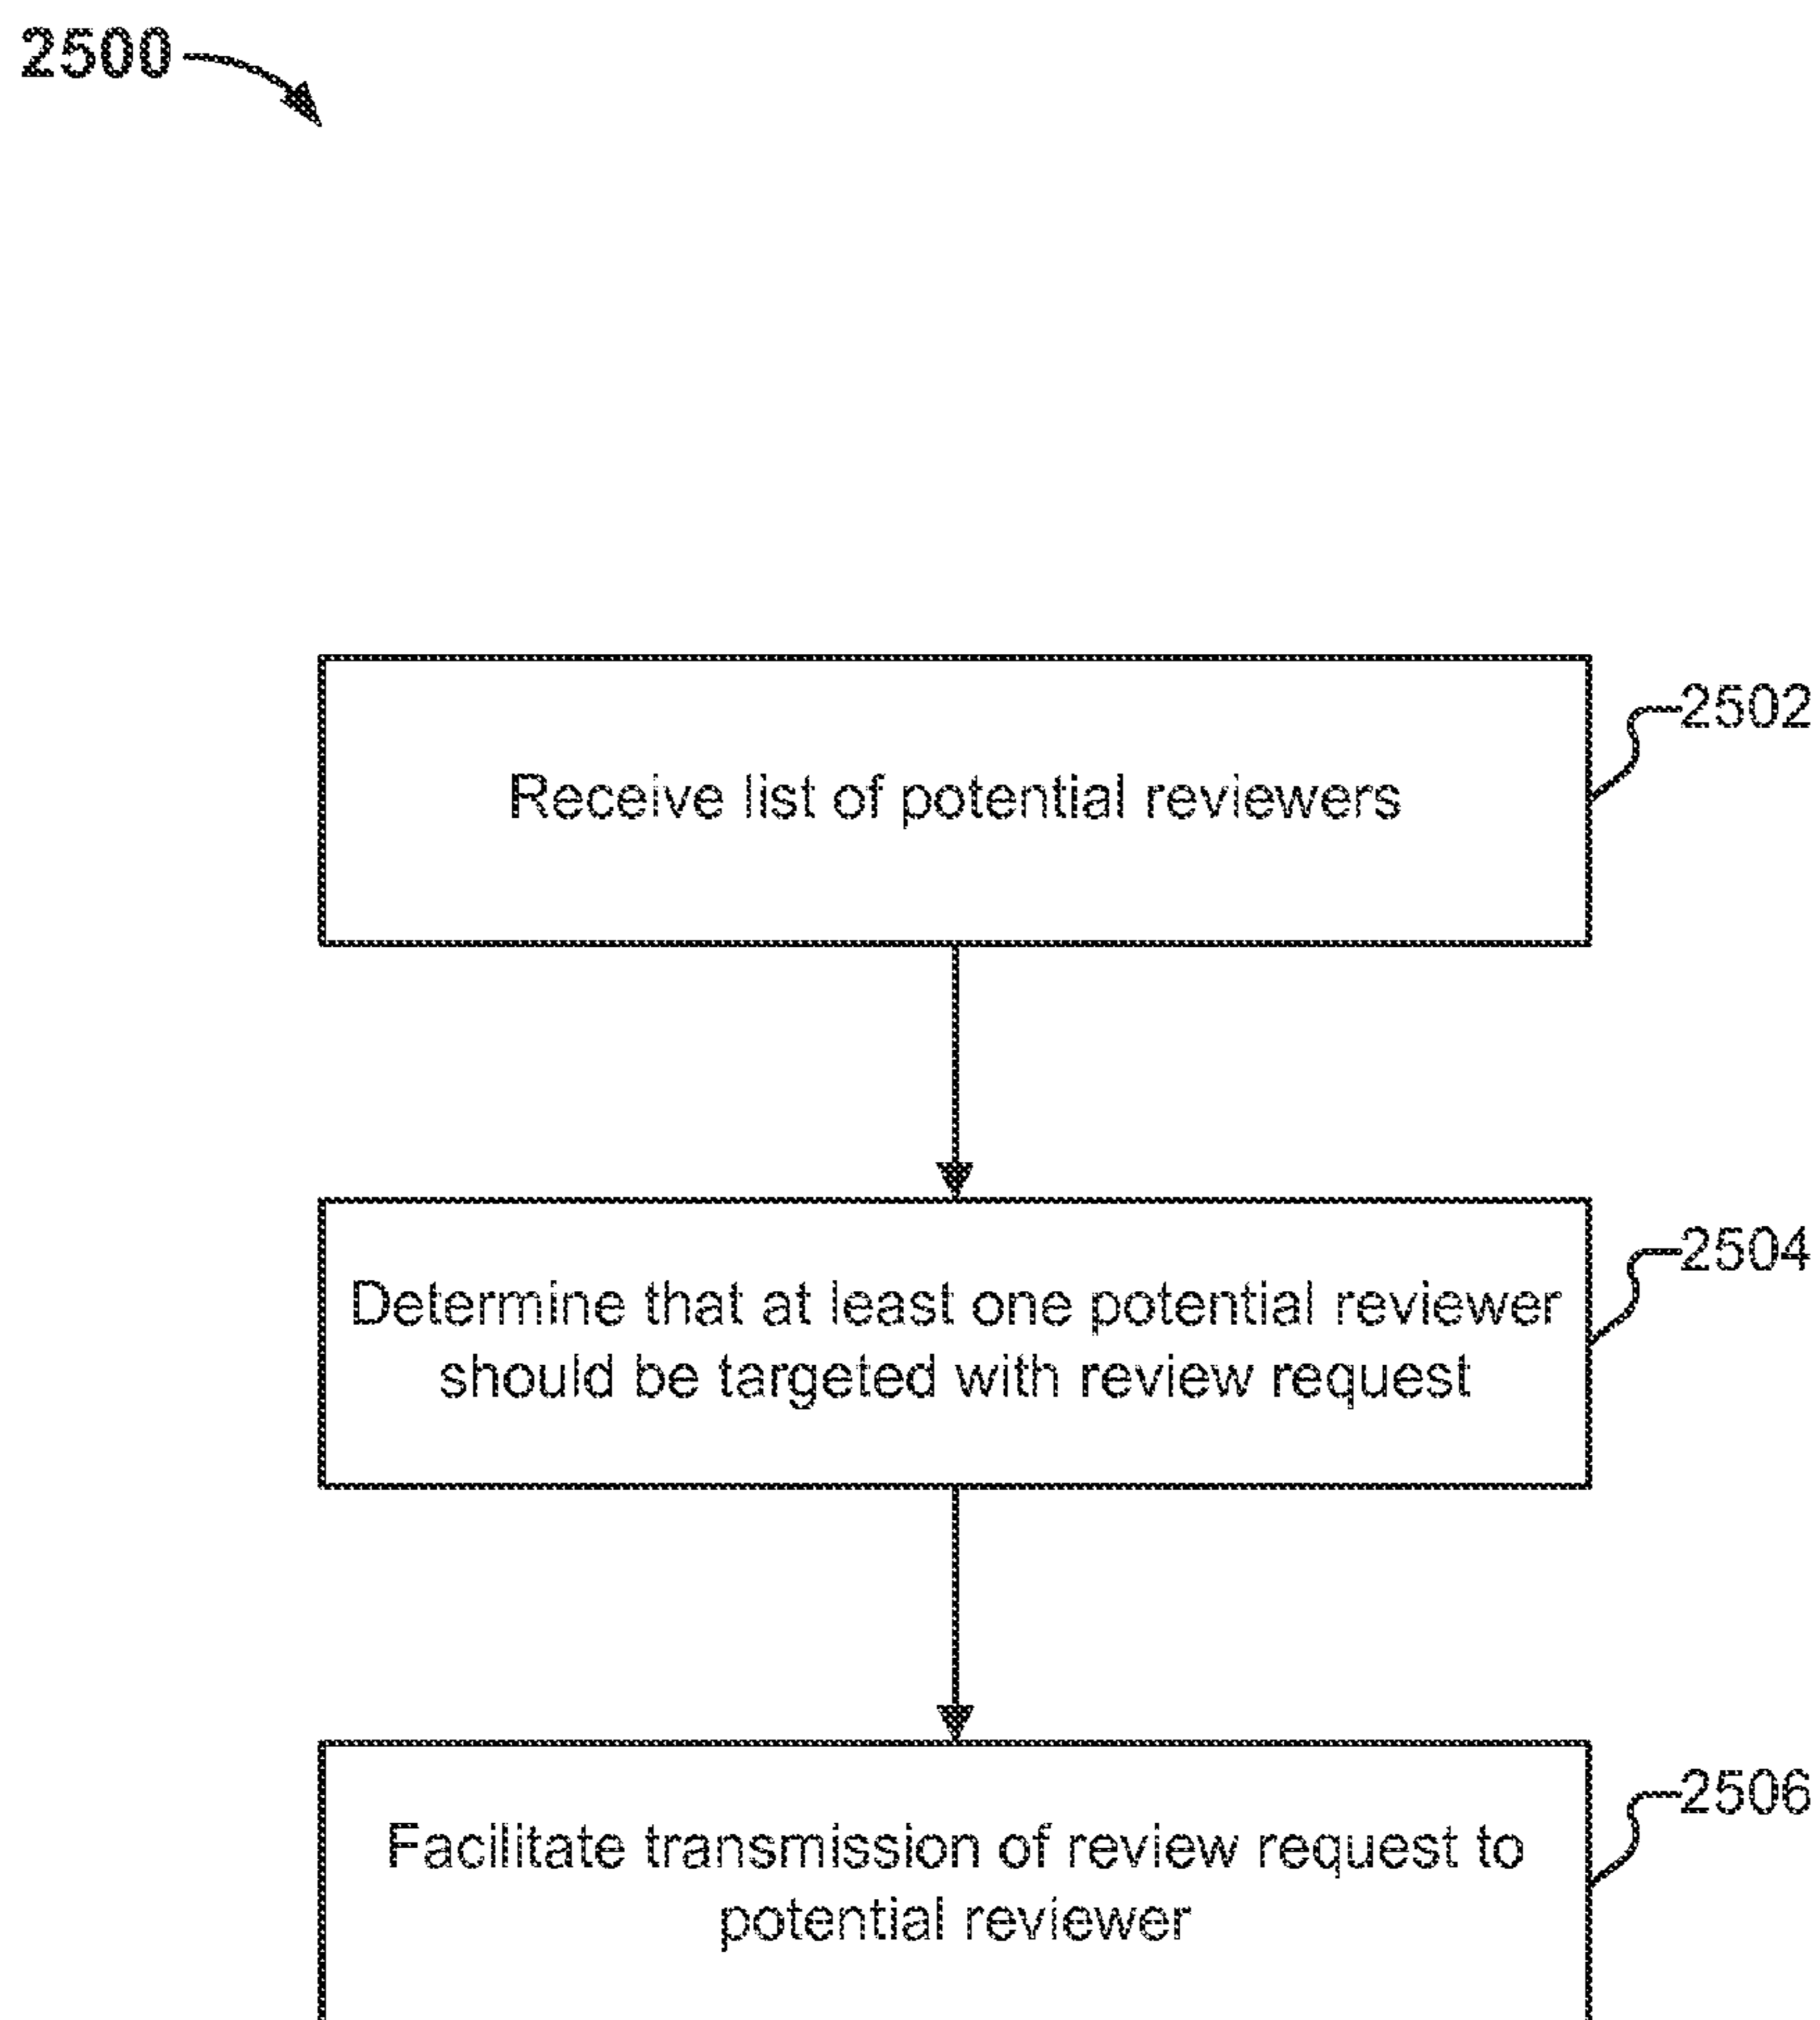 2500
Receive list of potential reviewers
2502
Determine that at least one potential reviewer
should be targeted with review request
2504
Facilitate transmission of review request to
potential reviewer
2506